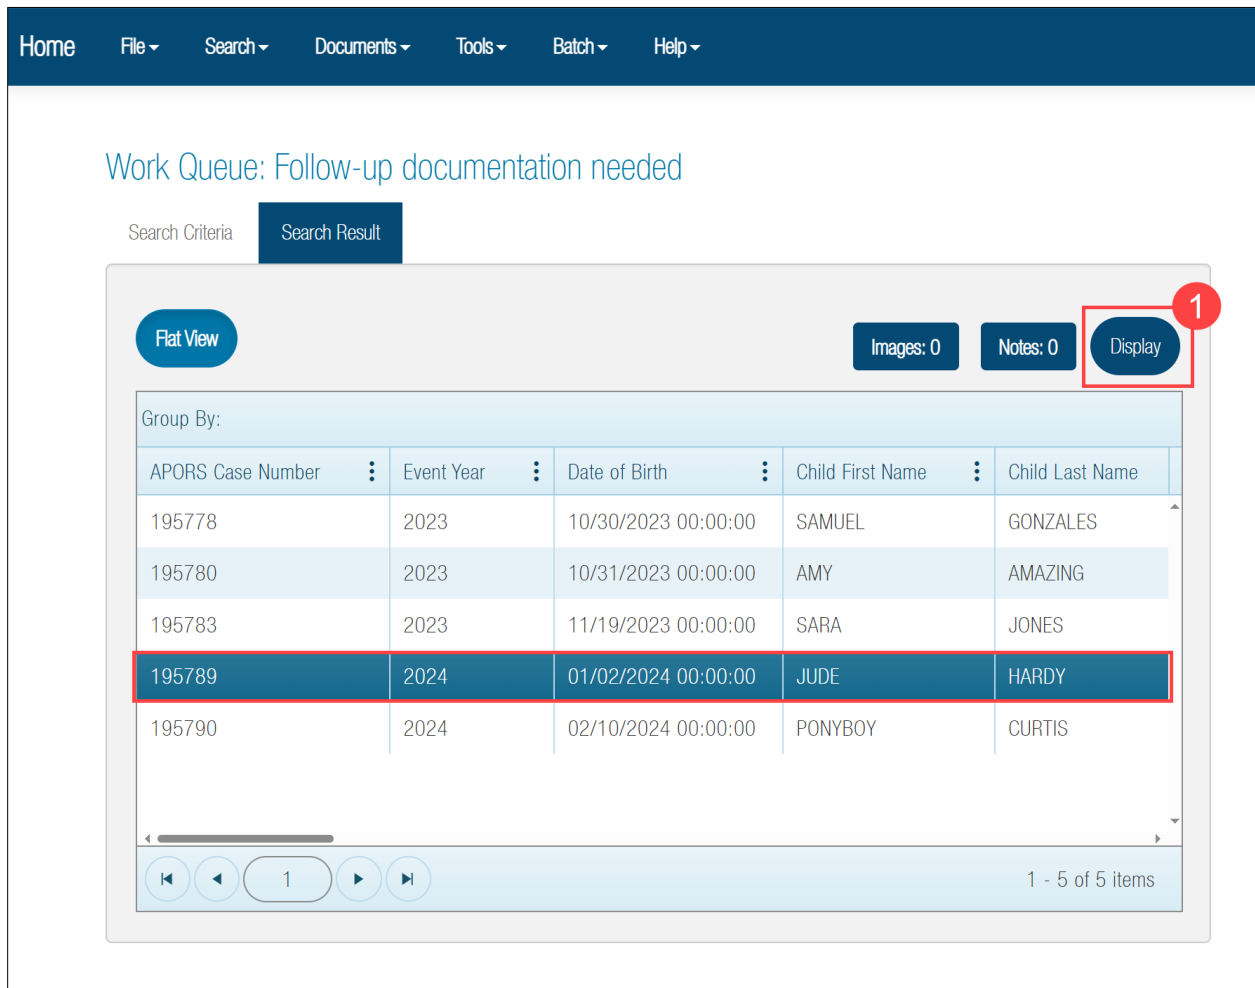 Home File Search Documents Tools Batch Help
Work Queue: Follow-up documentation needed
Search Criteria Search Result
1
Flat View Images: 0 Notes: 0 Display
Group By:
APORS Case Number Event Year Date of Birth Child First Name Child Last Name
195778 2023 10/30/2023 00:00:00 SAMUEL GONZALES
195780 2023 10/31/2023 00:00:00 AMY AMAZING
195783 2023 11/19/2023 00:00:00 SARA JONES
195789 2024 01/02/2024 00:00:00 JUDE HARDY
195790 2024 02/10/2024 00:00:00 PONYBOY CURTIS
1 1 - 5 of 5 items